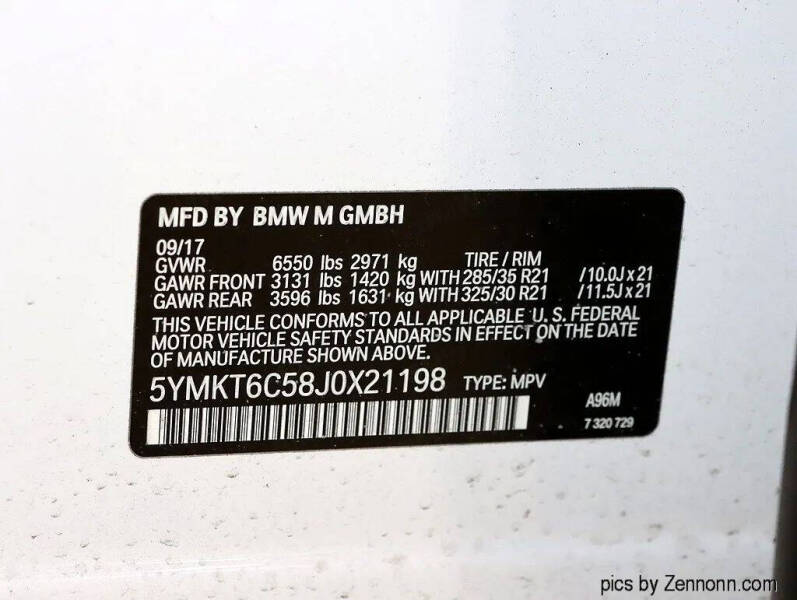 MFD BY BMW M GMBH
09/17
GVWR 6550 lbs 2971 kg TIRE / RIM
GAWR FRONT 3131 lbs 1420 kg WITH 285/35 R21 /10.0J x 21
GAWR REAR 3596 lbs 1631 kg WITH 325/30 R21 /11.5J x 21
THIS VEHICLE CONFORMS TO ALL APPLICABLE U.S. FEDERAL
MOTOR VEHICLE SAFETY STANDARDS IN EFFECT ON THE DATE
OF MANUFACTURE SHOWN ABOVE.
5YMKT6C58J0X21198 TYPE: MPV
A96M
7 320 729
pics by Zennonn.com